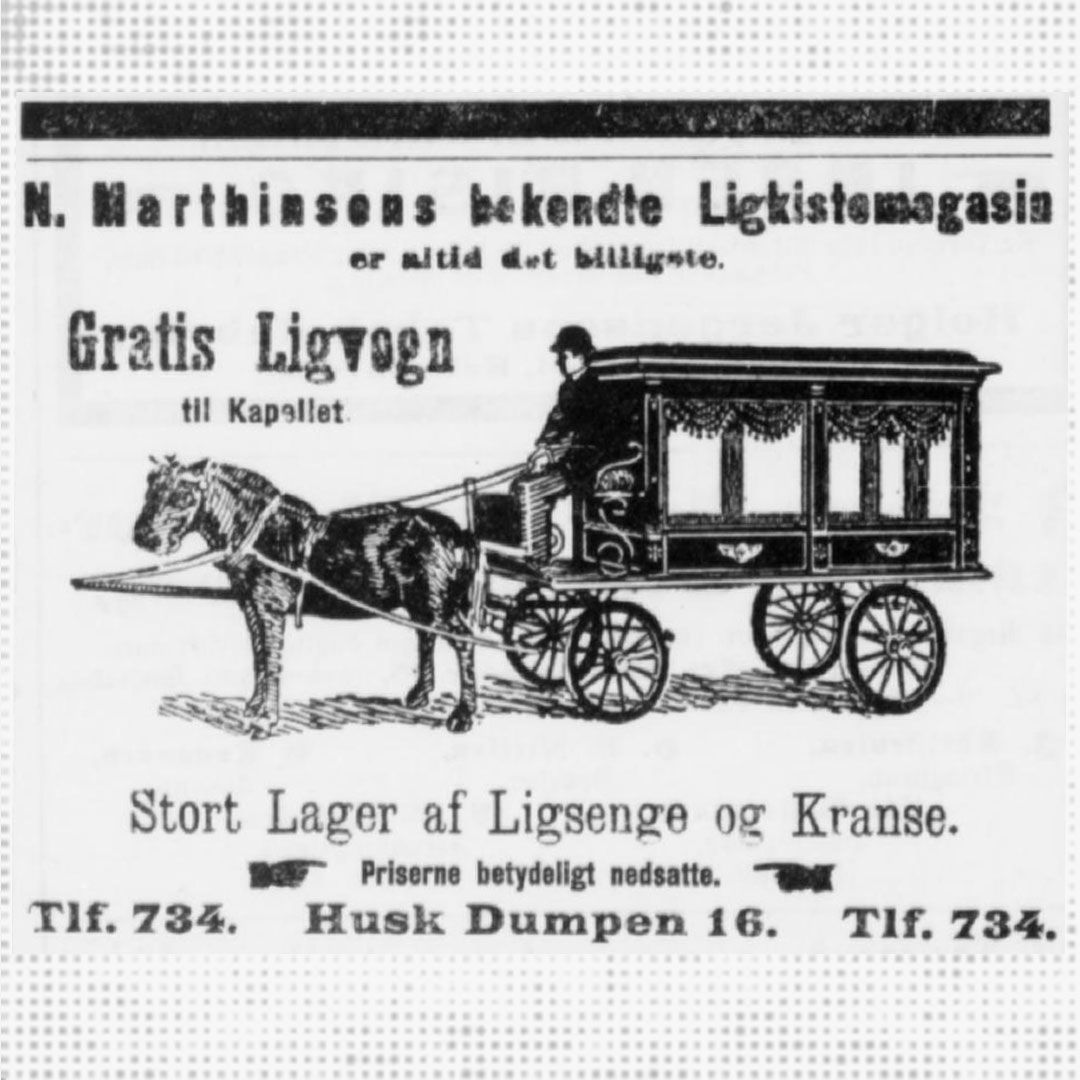 N. Marthinsens bekendte Ligkistemagasin
er altid det billigste.
Gratis Ligvogn
til Kapellet.
Stort Lager af Ligsenge og Kranse.
Priserne betydeligt nedsatte.
Tlf. 734. Husk Dumpen 16. Tlf. 734.